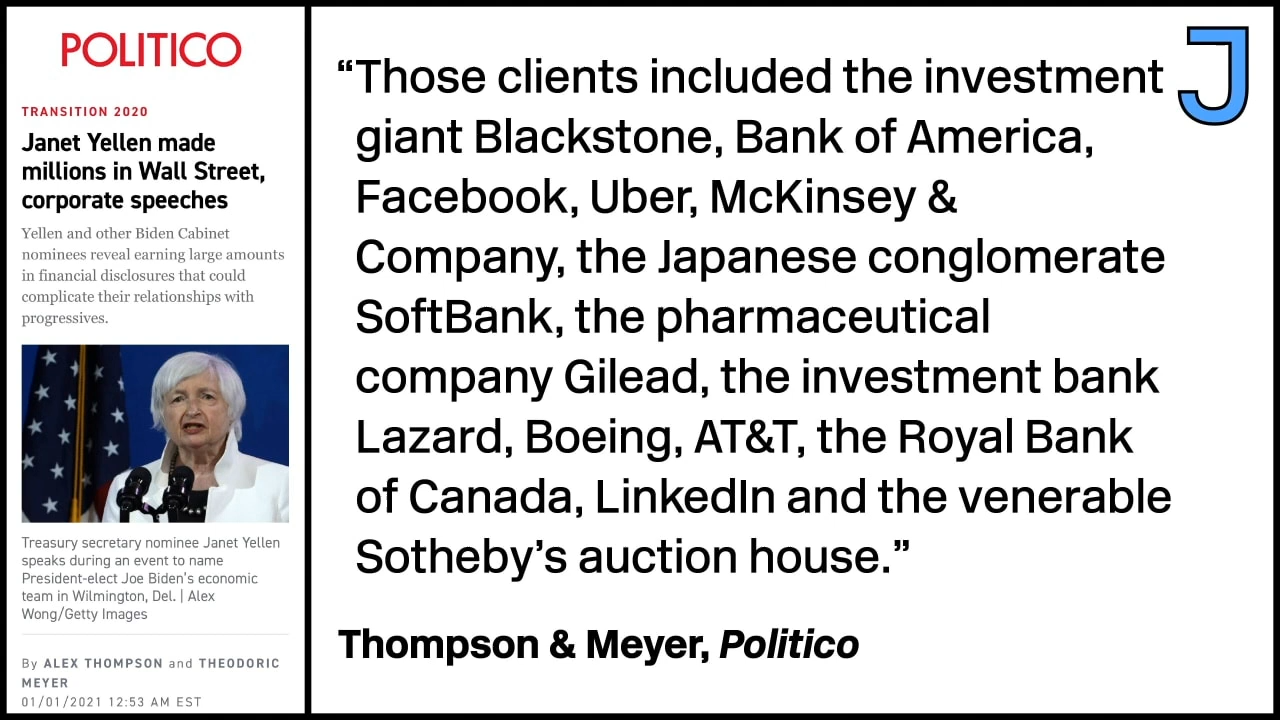 POLITICO
TRANSITION 2020
Janet Yellen made
millions in Wall Street,
corporate speeches
Yellen and other Biden Cabinet
nominees reveal earning large amounts
in financial disclosures that could
complicate their relationships with
progressives.
Treasury secretary nominee Janet Yellen
speaks during an event to name
President-elect Joe Biden’s economic
team in Wilmington, Del. | Alex
Wong/Getty Images
By ALEX THOMPSON and THEODORIC
MEYER
01/01/2021 12:53 AM EST
“Those clients included the investment
giant Blackstone, Bank of America,
Facebook, Uber, McKinsey &
Company, the Japanese conglomerate
SoftBank, the pharmaceutical
company Gilead, the investment bank
Lazard, Boeing, AT&T, the Royal Bank
of Canada, LinkedIn and the venerable
Sotheby’s auction house.”
Thompson & Meyer, Politico
J